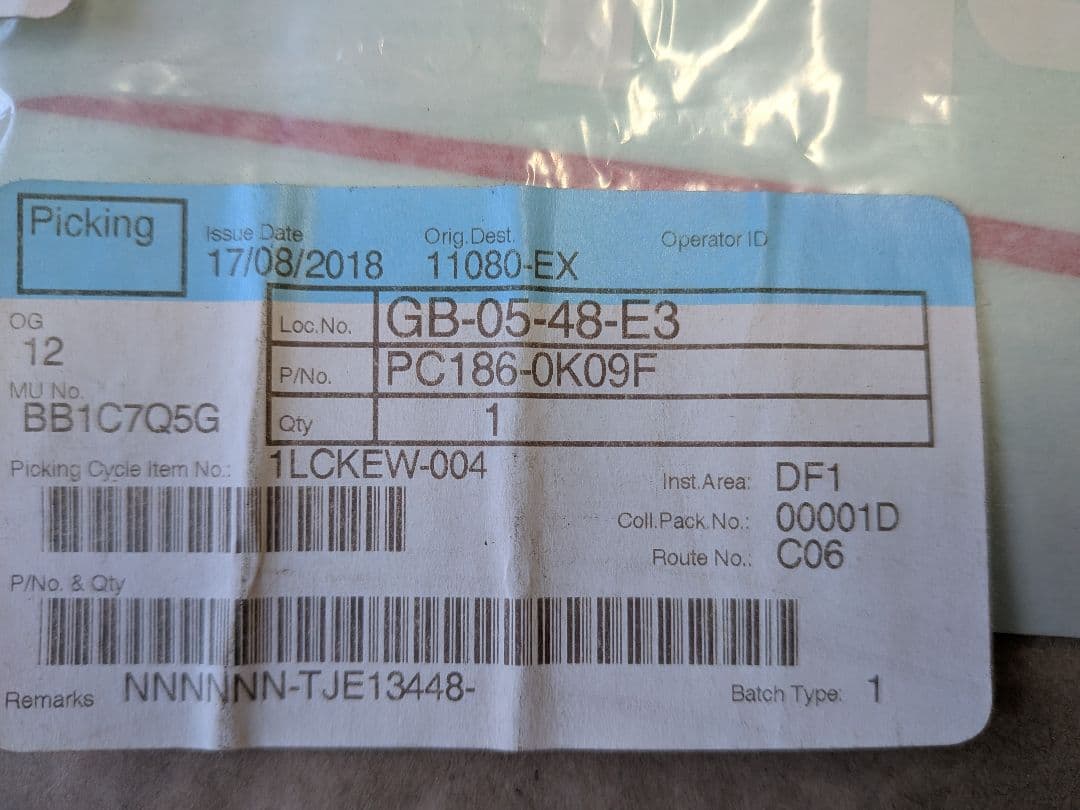 Picking
Issue Date Orig.Dest. Operator ID
17/08/2018 11080-EX
OG
12
MU No.
BB1C7Q5G
Loc.No. GB-05-48-E3
P/No. PC186-0K09F
Qty 1
Picking Cycle Item No.: 1LCKEW-004
Inst.Area: DF1
Coll.Pack.No.: 00001D
Route No.: C06
P/No. & Qty
Remarks NNNNNN-TJE13448-
Batch Type: 1